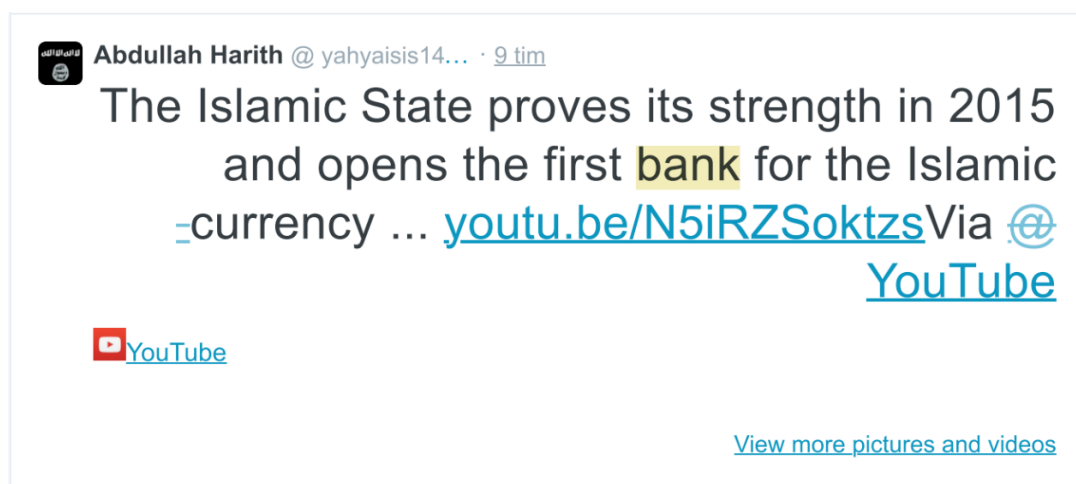 Abdullah Harith @ yahyaisis14... · 9 tim
The Islamic State proves its strength in 2015
and opens the first bank for the Islamic
-currency ... youtu.be/N5iRZSoktzsVia @
YouTube
YouTube
View more pictures and videos